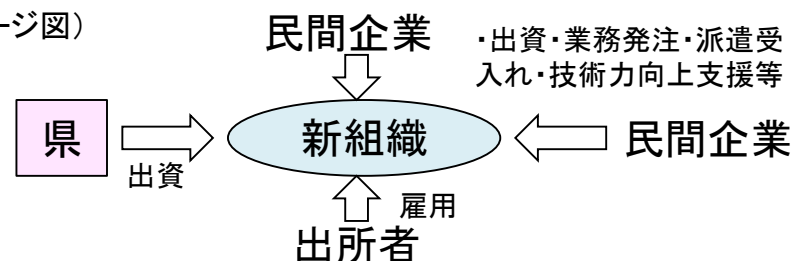 ージ図）
民間企業
・出資・業務発注・派遣受
入れ・技術力向上支援等
県
新組織
民間企業
出資
雇用
出所者